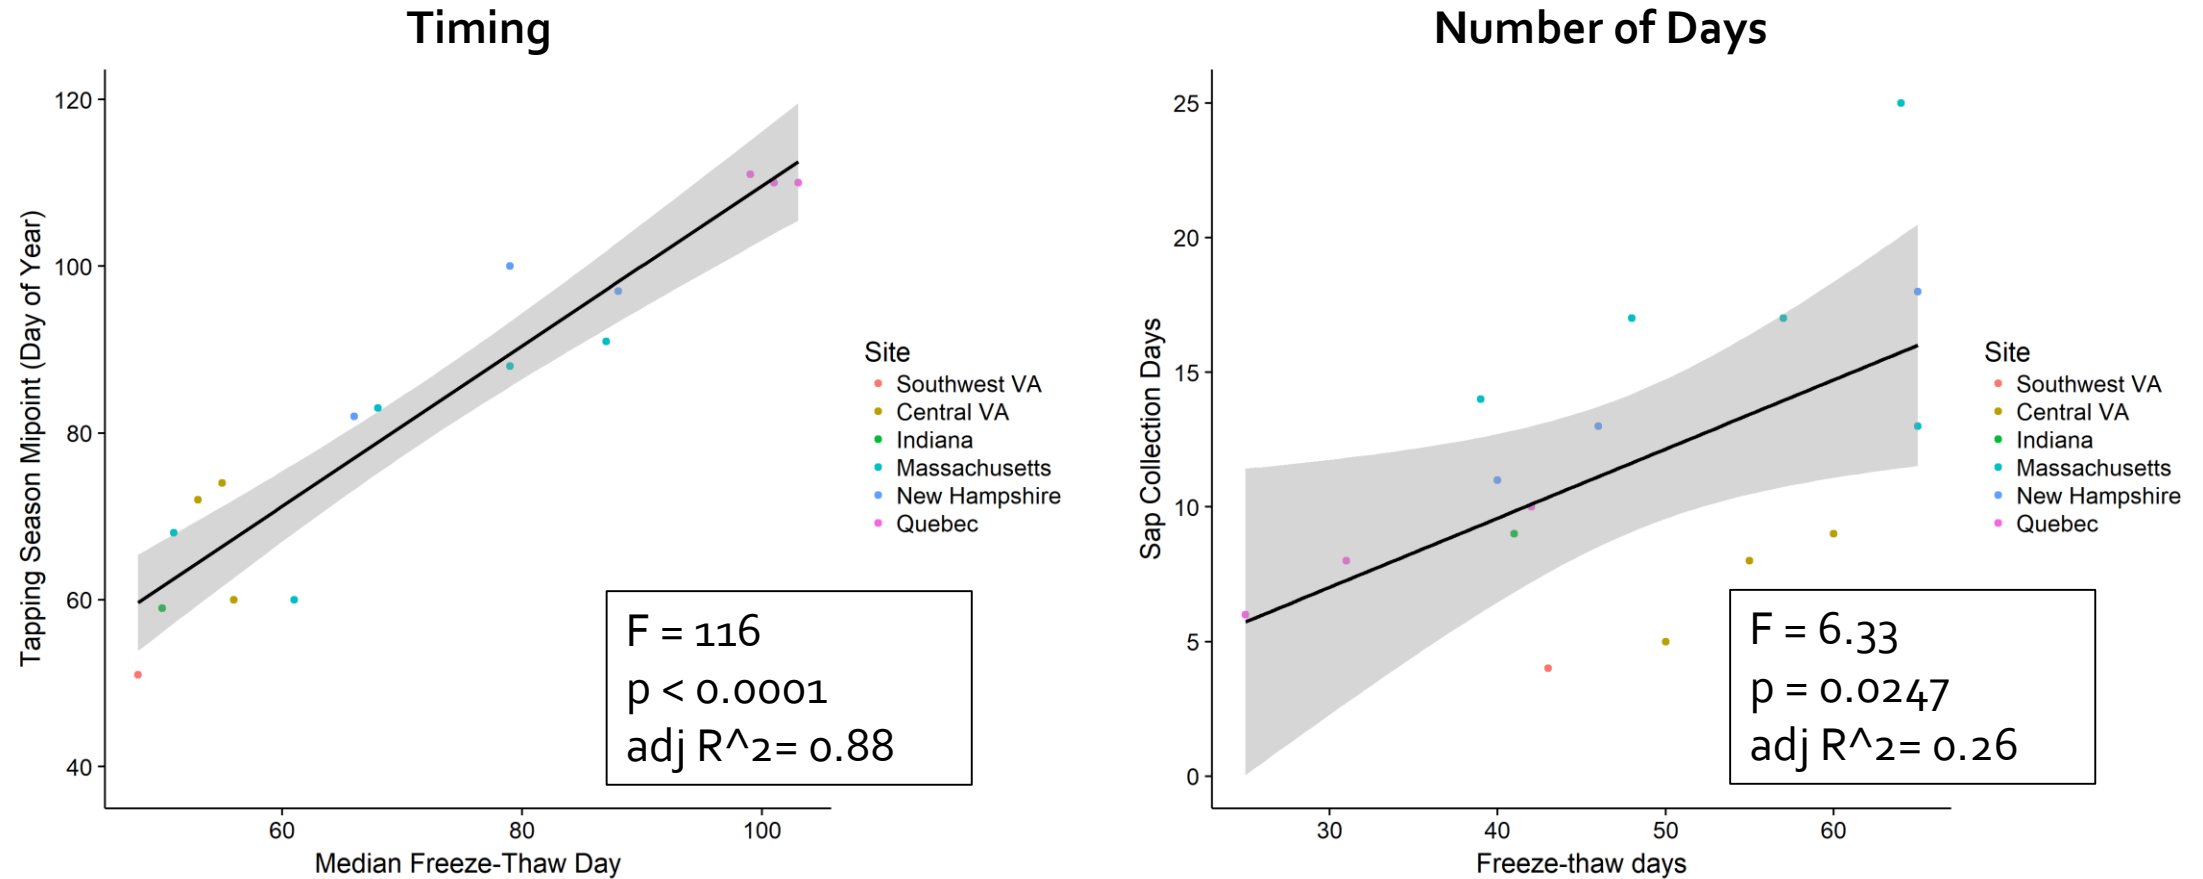 Timing
120
100
80
60
40
Tapping Season Mipoint (Day of Year)
60 80 100
Median Freeze-Thaw Day
Site
Southwest VA
Central VA
Indiana
Massachusetts
New Hampshire
Quebec
F = 116
p < 0.0001
adj R^2= 0.88
Number of Days
25
20
15
10
5
0
Sap Collection Days
30 40 50 60
Freeze-thaw days
Site
Southwest VA
Central VA
Indiana
Massachusetts
New Hampshire
Quebec
F = 6.33
p = 0.0247
adj R^2= 0.26